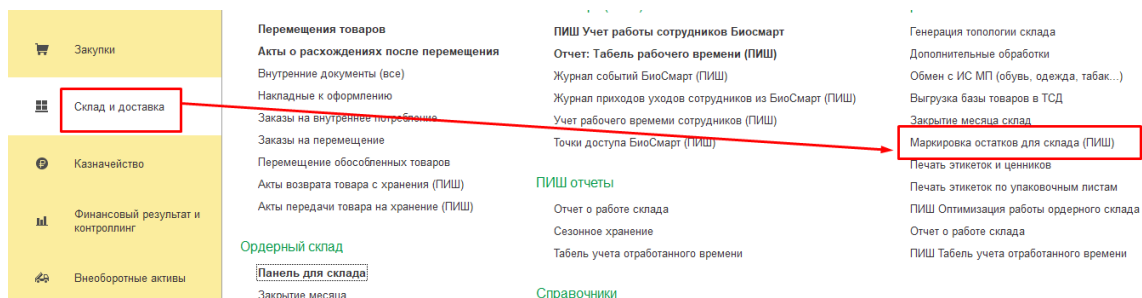 Закупки
Склад и доставка
Казначейство
Финансовый результат и
контроллинг
Внеоборотные активы
Перемещения товаров
Акты о расхождениях после перемещения
Внутренние документы (все)
Накладные к оформлению
Заказы на внутреннее потребление
Заказы на перемещение
Перемещение обособленных товаров
Акты возврата товара с хранения (ПИШ)
Акты передачи товара на хранение (ПИШ)
Ордерный склад
Панель для склада
Закрытие месяца
ПИШ Учет работы сотрудников Биосмарт
Отчет: Табель рабочего времени (ПИШ)
Журнал событий БиоСмарт (ПИШ)
Журнал приходов уходов сотрудников из БиоСмарт (ПИШ)
Учет рабочего времеми сотрудников (ПИШ)
Точки доступа БиоСмарт (ПИШ)
ПИШ отчеты
Отчет о работе склада
Сезонное хранение
Табель учета отработанного времени
Справочники
Генерация топологии склада
Дополнительные обработки
Обмен с ИС МП (обувь, одежда, табак...)
Выгрузка базы товаров в ТСД
Закрытие месяца склад
Маркировка остатков для склада (ПИШ)
Печать этикеток и ценников
Печать этикеток по упаковочным листам
ПИШ Оптимизация работы ордерного склада
Отчет о работе склада
ПИШ Табель учета отработанного времени